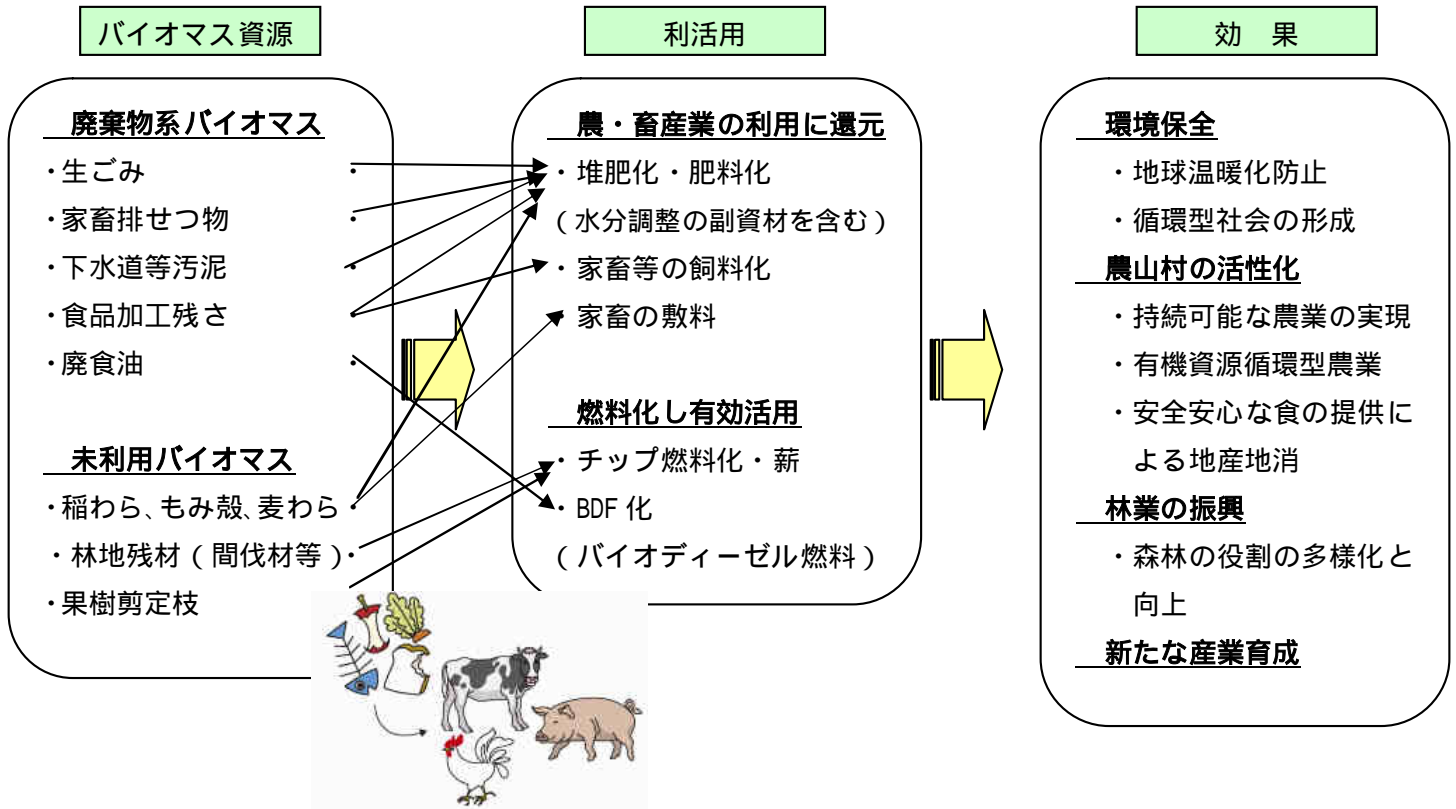 バイオマス資源
利活用
効　果
廃棄物系バイオマス
・生ごみ
・家畜排せつ物
・下水道等汚泥
・食品加工残さ
・廃食油
未利用バイオマス
・稲わら、もみ殻、麦わら・
・林地残材（間伐材等）・
・果樹剪定枝
農・畜産業の利用に還元
・堆肥化・肥料化
（水分調整の副資材を含む）
・家畜等の飼料化
・家畜の敷料
燃料化し有効活用
・チップ燃料化・薪
・BDF化
（バイオディーゼル燃料）
環境保全
・地球温暖化防止
・循環型社会の形成
農山村の活性化
・持続可能な農業の実現
・有機資源循環型農業
・安全安心な食の提供に
よる地産地消
林業の振興
・森林の役割の多様化と
向上
新たな産業育成